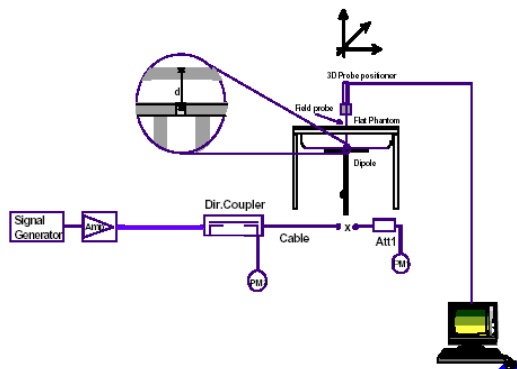 3D Probe positioner
d
Field probe
Flat Phantom
Dipole
Dir.Coupler
Signal
Generator
Amp
Cable
x
Att1
PM
PM